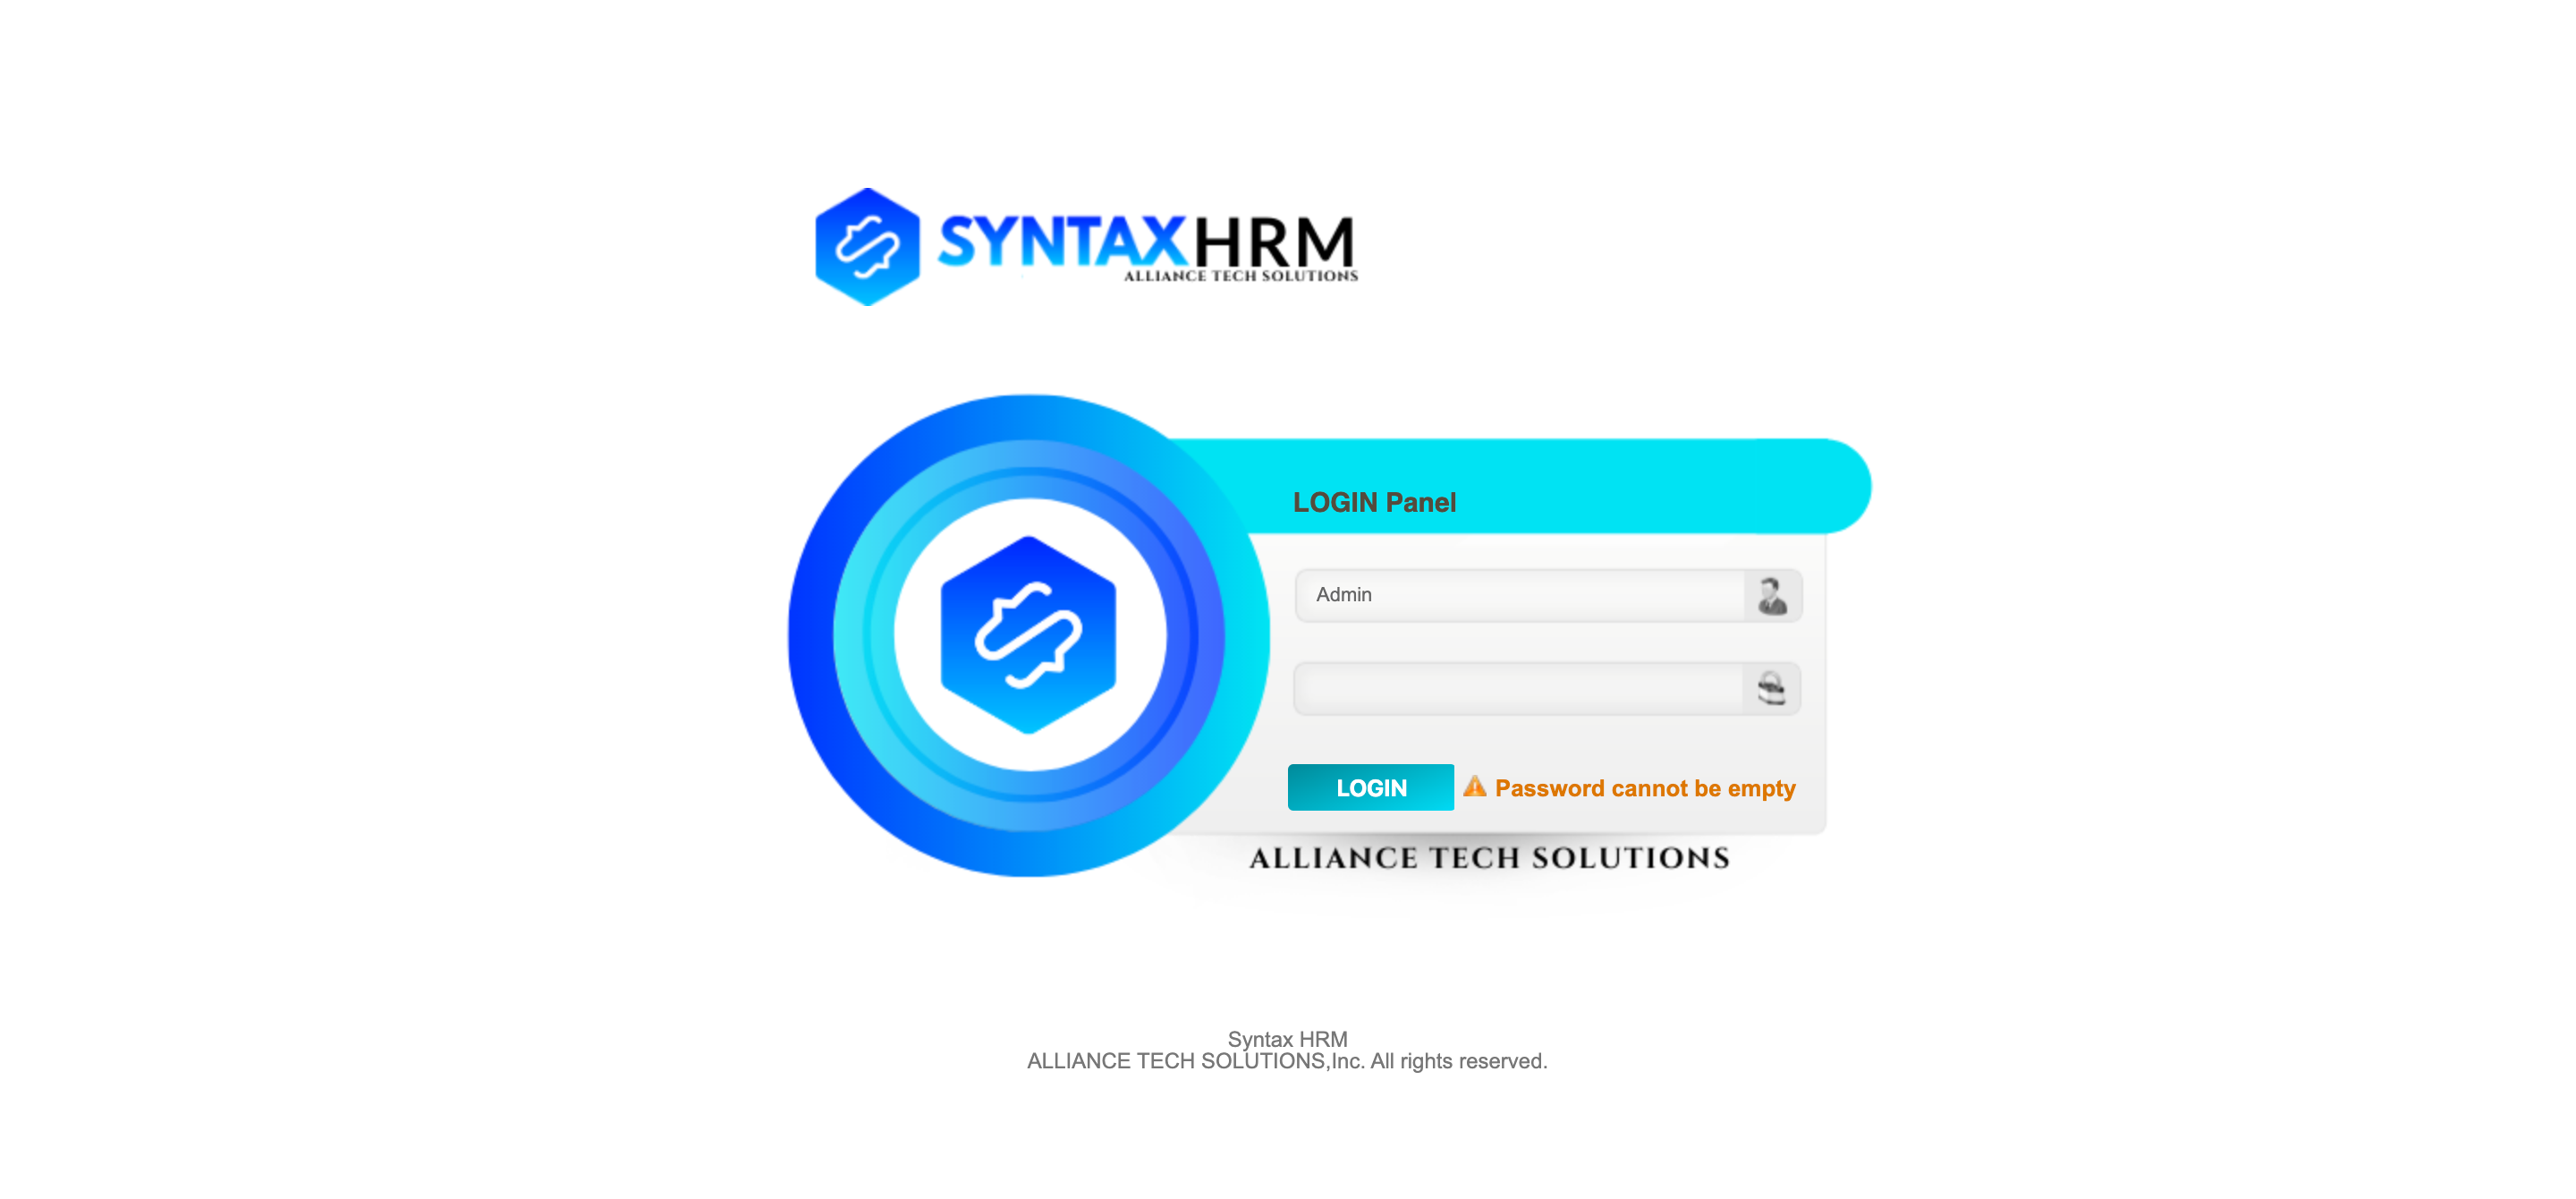 SYNTAXHRM
ALLIANCE TECH SOLUTIONS
LOGIN Panel
Admin
LOGIN Password cannot be empty
ALLIANCE TECH SOLUTIONS
Syntax HRM
ALLIANCE TECH SOLUTIONS,Inc. All rights reserved.